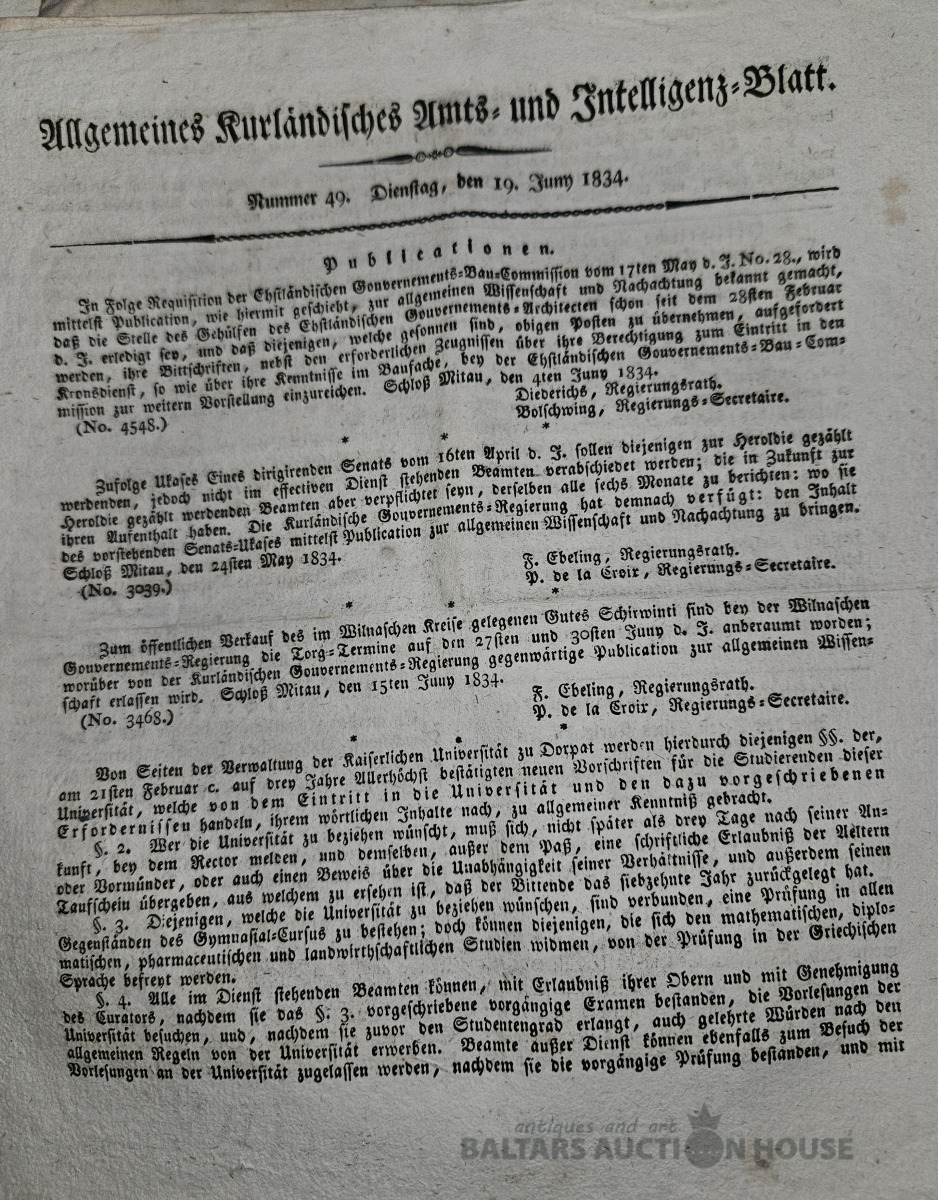 Allgemeines Kurländisches Amts- und Intelligenz-Blatt.
Nummer 49. Dienstag, den 19. Juny 1834.
Publicationen.
In Folge Requisition der Ehstländischen Gouvernements-Bau-Commission vom 17ten May d. J. No. 28., wird
mittelst Publication, wie hiermit geschieht, zur allgemeinen Wissenschaft und Nachachtung bekannt gemacht,
daß die Stelle des Gehülfen des Ehstländischen Gouvernements-Architecten schon seit dem 28sten Februar
d. J. erledigt sey, und daß diejenigen, welche gesonnen sind, obigen Posten zu übernehmen, aufgefordert
werden, ihre Bittschriften, nebst den erforderlichen Zeugnissen über ihre Berechtigung zum Eintritt in den
Kronsdienst, so wie über ihre Kenntnisse im Baufache, bey der Ehstländischen Gouvernements-Bau-Com-
mission zur weitern Vorstellung einzureichen. Schloß Mitau, den 4ten Juny 1834.
Diederichs, Regierungsrath.
(No. 4548.) Bolschwing, Regierungs-Secretaire.
* * *
Zufolge Ukases Eines dirigirenden Senats vom 16ten April d. J. sollen diejenigen zur Heroldie gezählt
werdenden, jedoch nicht im effectiven Dienst stehenden Beamten verabschiedet werden; die in Zukunft zur
Heroldie gezählt werdenden Beamten aber verpflichtet seyn, derselben alle sechs Monate zu berichten: wo sie
ihren Aufenthalt haben. Die Kurländische Gouvernements-Regierung hat demnach verfügt: den Inhalt
des vorstehenden Senats-Ukases mittelst Publication zur allgemeinen Wissenschaft und Nachachtung zu bringen.
Schloß Mitau, den 24sten May 1834.
F. Ebeling, Regierungsrath.
(No. 3039.) P. de la Croix, Regierungs-Secretaire.
* * *
Zum öffentlichen Verkauf des im Wilnaschen Kreise gelegenen Gutes Schirwinti sind bey der Wilnaschen
Gouvernements-Regierung die Torg-Termine auf den 27sten und 30sten Juny d. J. anberaumt worden;
worüber von der Kurländischen Gouvernements-Regierung gegenwärtige Publication zur allgemeinen Wissen-
schaft erlassen wird. Schloß Mitau, den 15ten Juny 1834.
F. Ebeling, Regierungsrath.
(No. 3468.) P. de la Croix, Regierungs-Secretaire.
* * *
Von Seiten der Verwaltung der Kaiserlichen Universität zu Dorpat werden hierdurch diejenigen §§. der,
am 21sten Februar c. auf drey Jahre Allerhöchst bestätigten neuen Vorschriften für die Studierenden dieser
Universität, welche von dem Eintritt in die Universität und den dazu vorgeschriebenen
Erfordernissen handeln, ihrem wörtlichen Inhalte nach, zu allgemeiner Kenntniß gebracht.
§. 2. Wer die Universität zu beziehen wünscht, muß sich, nicht später als drey Tage nach seiner An-
kunft, bey dem Rector melden, und demselben, außer dem Paß, eine schriftliche Erlaubniß der Aeltern
oder Vormünder, oder auch einen Beweis über die Unabhängigkeit seiner Verhältnisse, und außerdem seinen
Taufschein übergeben, aus welchem zu ersehen ist, daß der Bittende das siebzehnte Jahr zurückgelegt hat.
§. 3. Diejenigen, welche die Universität zu beziehen wünschen, sind verbunden, eine Prüfung in allen
Gegenständen des Gymnasial-Cursus zu bestehen; doch können diejenigen, die sich den mathematischen, diplo-
matischen, pharmaceutischen und landwirthschaftlichen Studien widmen, von der Prüfung in der Griechischen
Sprache befreyt werden.
§. 4. Alle im Dienst stehenden Beamten können, mit Erlaubniß ihrer Obern und mit Genehmigung
des Curators, nachdem sie das §. 3. vorgeschriebene vorgängige Examen bestanden, die Vorlesungen der
Universität besuchen, und, nachdem sie zuvor den Studentengrad erlangt, auch gelehrte Würden nach den
allgemeinen Regeln von der Universität erwerben. Beamte außer Dienst können ebenfalls zum Besuch der
Vorlesungen an der Universität zugelassen werden, nachdem sie die vorgängige Prüfung bestanden, und mit
antiques and art
BALTARS AUCTION HOUSE